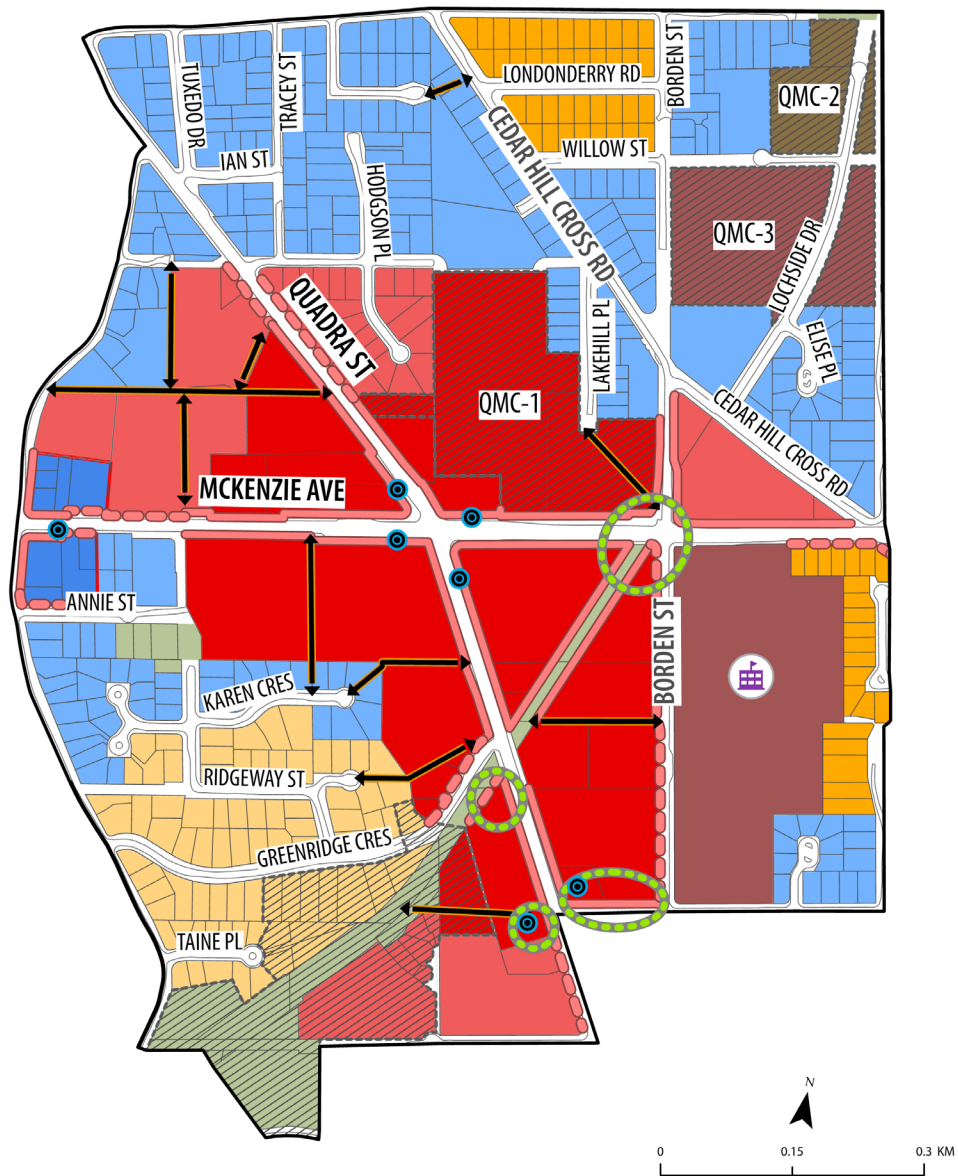 TUXEDO DR
TRACEY ST
LONDONDERRY RD
BORDEN ST
QMC-2
IAN ST
CEDAR HILL CROSS RD
WILLOW ST
HODGSON PL
QMC-3
LOCHSIDE DR
QUADRA ST
LAKEHILL PL
ELISE PL
QMC-1
CEDAR HILL CROSS RD
MCKENZIE AVE
ANNIE ST
BORDEN ST
KAREN CRES
RIDGEWAY ST
GREENRIDGE CRES
TAINE PL
N
0 0.15 0.3 KM